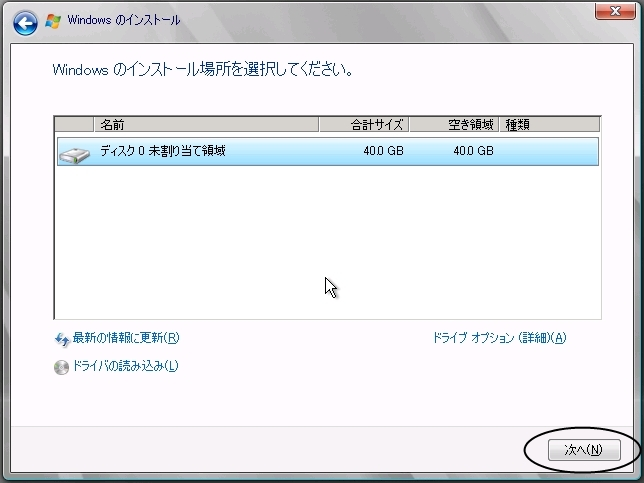 Windows のインストール
Windows のインストール場所を選択してください。
名前 合計サイズ 空き領域 種類
ディスク 0 未割り当て領域 40.0 GB 40.0 GB
最新の情報に更新(R) ドライブ オプション (詳細)(A)
ドライバの読み込み(L)
次へ(N)